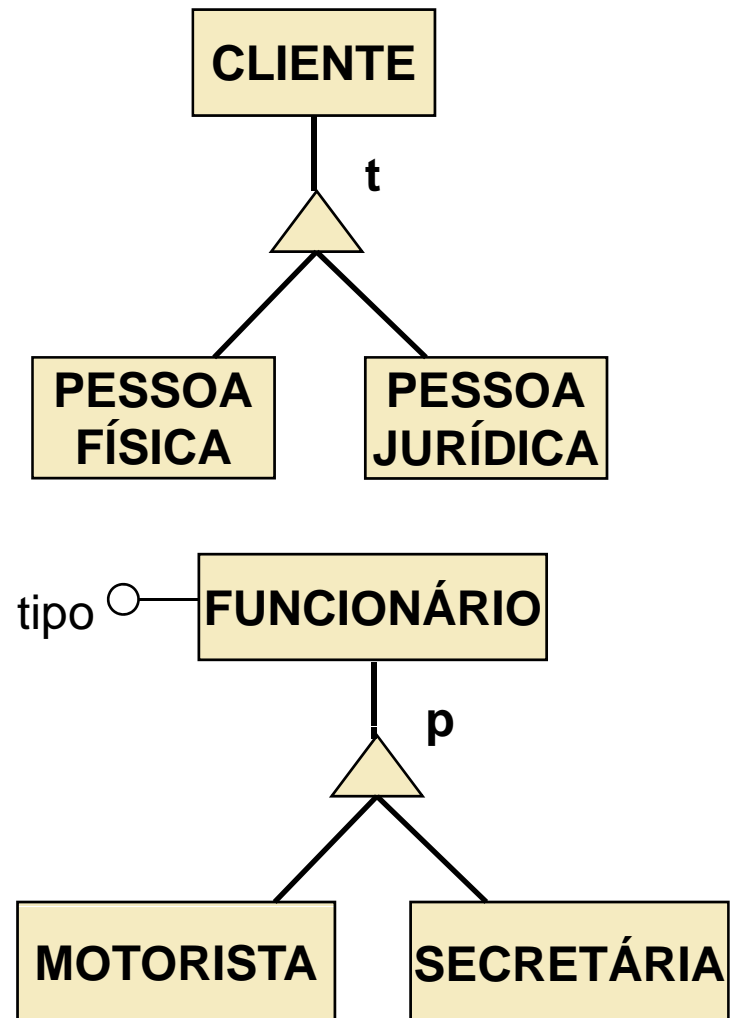 CLIENTE
t
PESSOA
FÍSICA
PESSOA
JURÍDICA
tipo
FUNCIONÁRIO
p
MOTORISTA
SECRETÁRIA